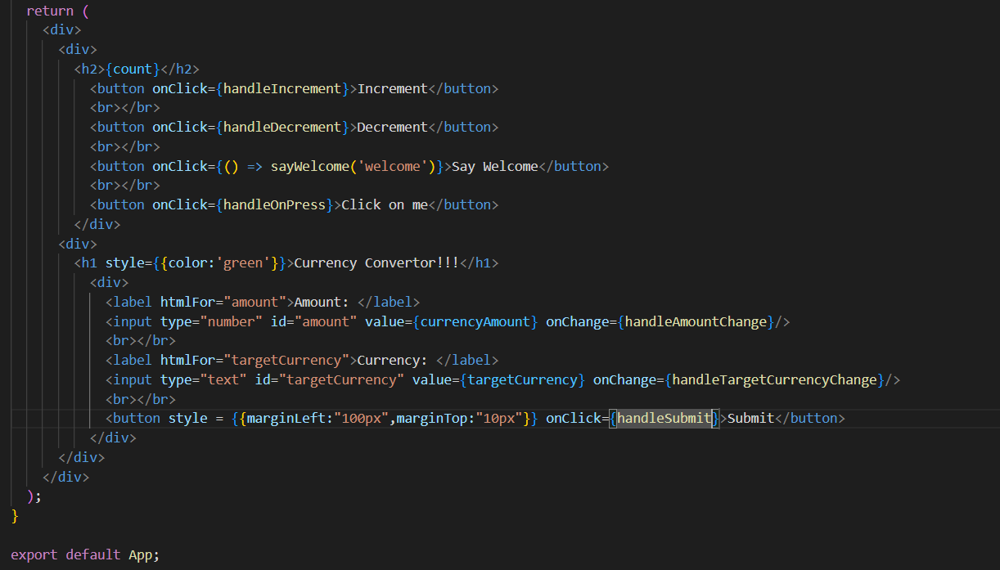 return (
<div>
<div>
<h2>{count}</h2>
<button onClick={handleIncrement}>Increment</button>
<br></br>
<button onClick={handleDecrement}>Decrement</button>
<br></br>
<button onClick={() => sayWelcome('welcome')}>Say Welcome</button>
<br></br>
<button onClick={handleOnPress}>Click on me</button>
</div>
<div>
<h1 style={{color:'green'}}>Currency Convertor!!!</h1>
<div>
<label htmlFor="amount">Amount: </label>
<input type="number" id="amount" value={currencyAmount} onChange={handleAmountChange}/>
<br></br>
<label htmlFor="targetCurrency">Currency: </label>
<input type="text" id="targetCurrency" value={targetCurrency} onChange={handleTargetCurrencyChange}/>
<br></br>
<button style = {{marginLeft:"100px",marginTop:"10px"}} onClick={handleSubmit}>Submit</button>
</div>
</div>
</div>
);
}
export default App;